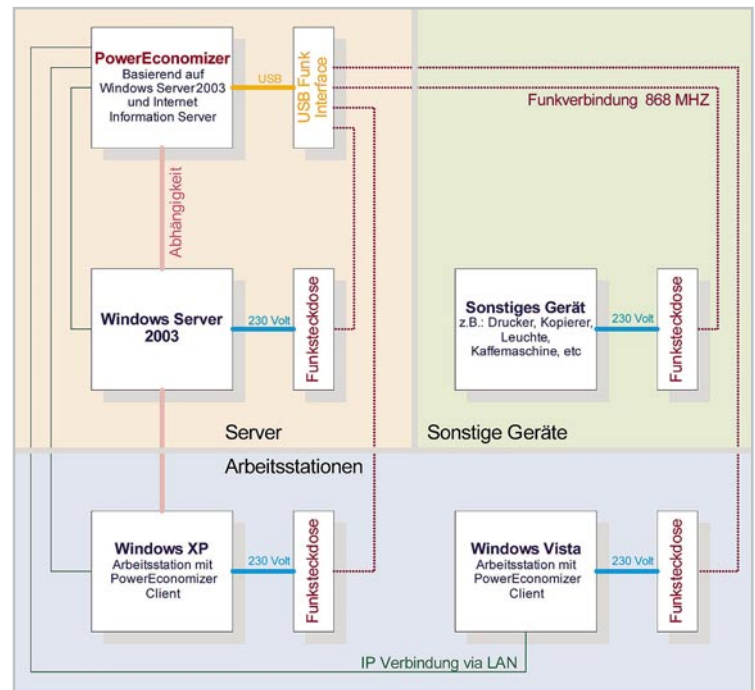 PowerEconomizer
Basierend auf
Windows Server2003
und Internet
Information Server
USB
USB Funk
Interface
Funkverbindung 868 MHZ
Abhängigkeit
Windows Server
2003
230 Volt
Funksteckdose
Sonstiges Gerät
z.B.: Drucker, Kopierer,
Leuchte,
Kaffemaschine, etc
230 Volt
Funksteckdose
Server
Sonstige Geräte
Arbeitsstationen
Windows XP
Arbeitsstation mit
PowerEconomizer
Client
230 Volt
Funksteckdose
Windows Vista
Arbeitsstation mit
PowerEconomizer
Client
230 Volt
Funksteckdose
IP Verbindung via LAN